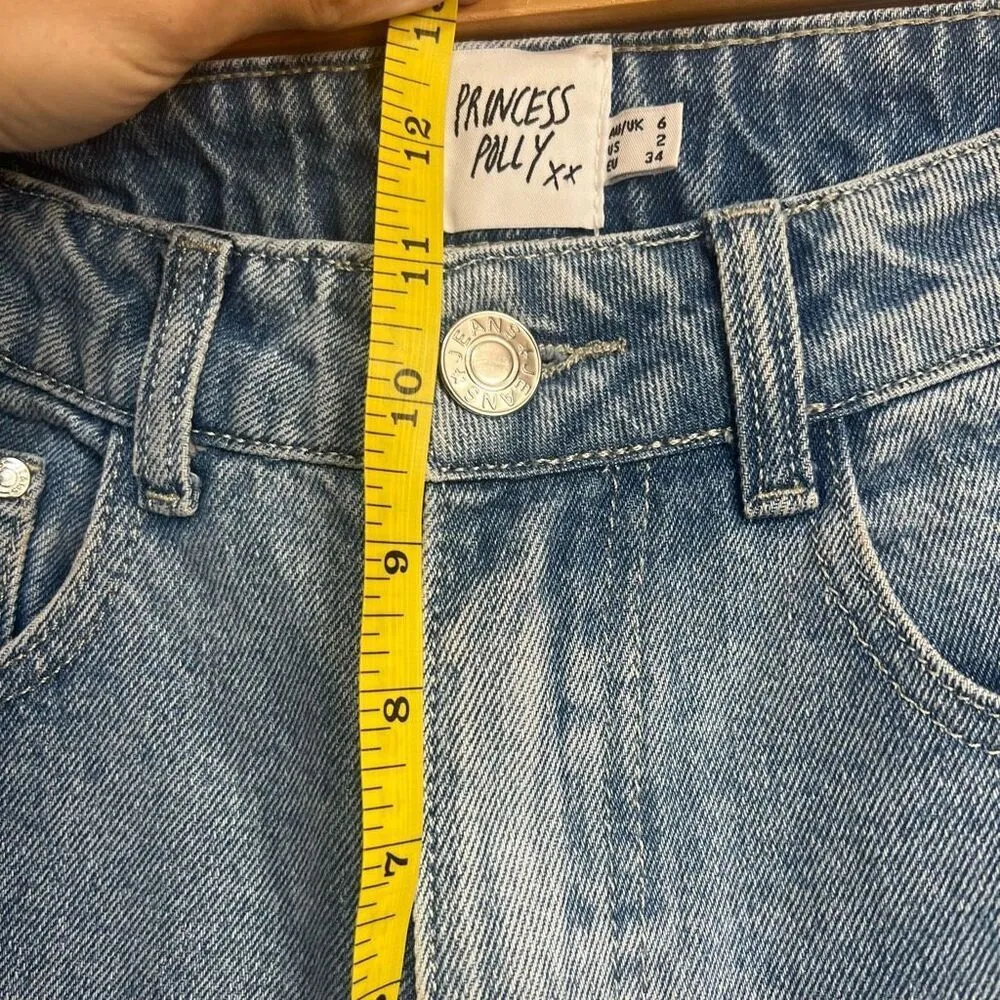 PRINCESS
POLLY xx
AU/UK 6
US 2
EU 34
12
11
10
9
8
7
★ JEANS ★ JEANS